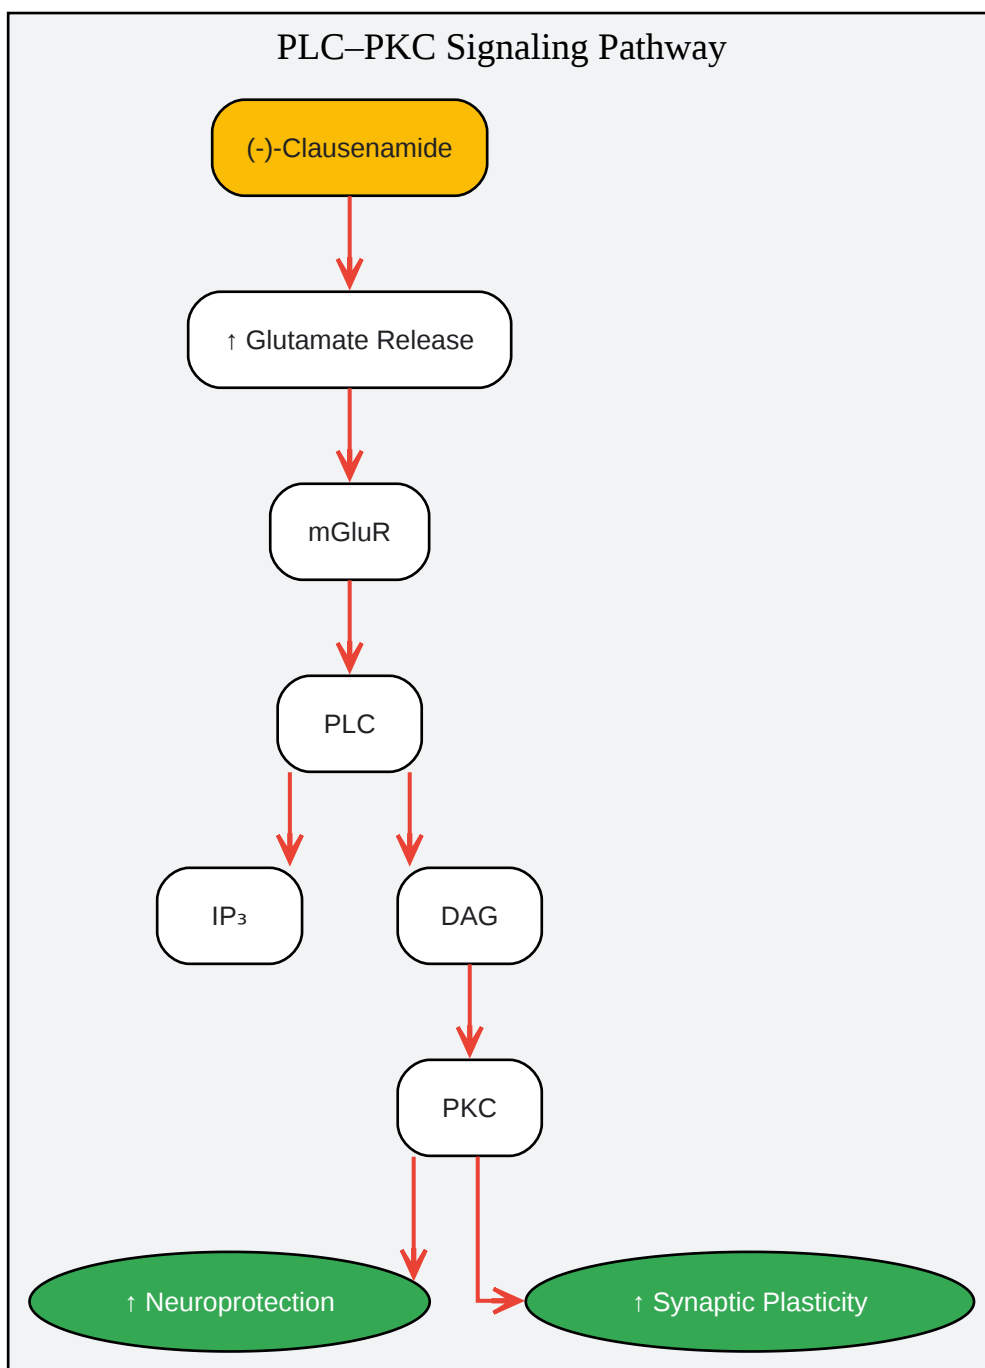 PLC–PKC Signaling Pathway
(-)-Clausenamide
↑ Glutamate Release
mGluR
PLC
IP₃
DAG
PKC
↑ Neuroprotection
↑ Synaptic Plasticity